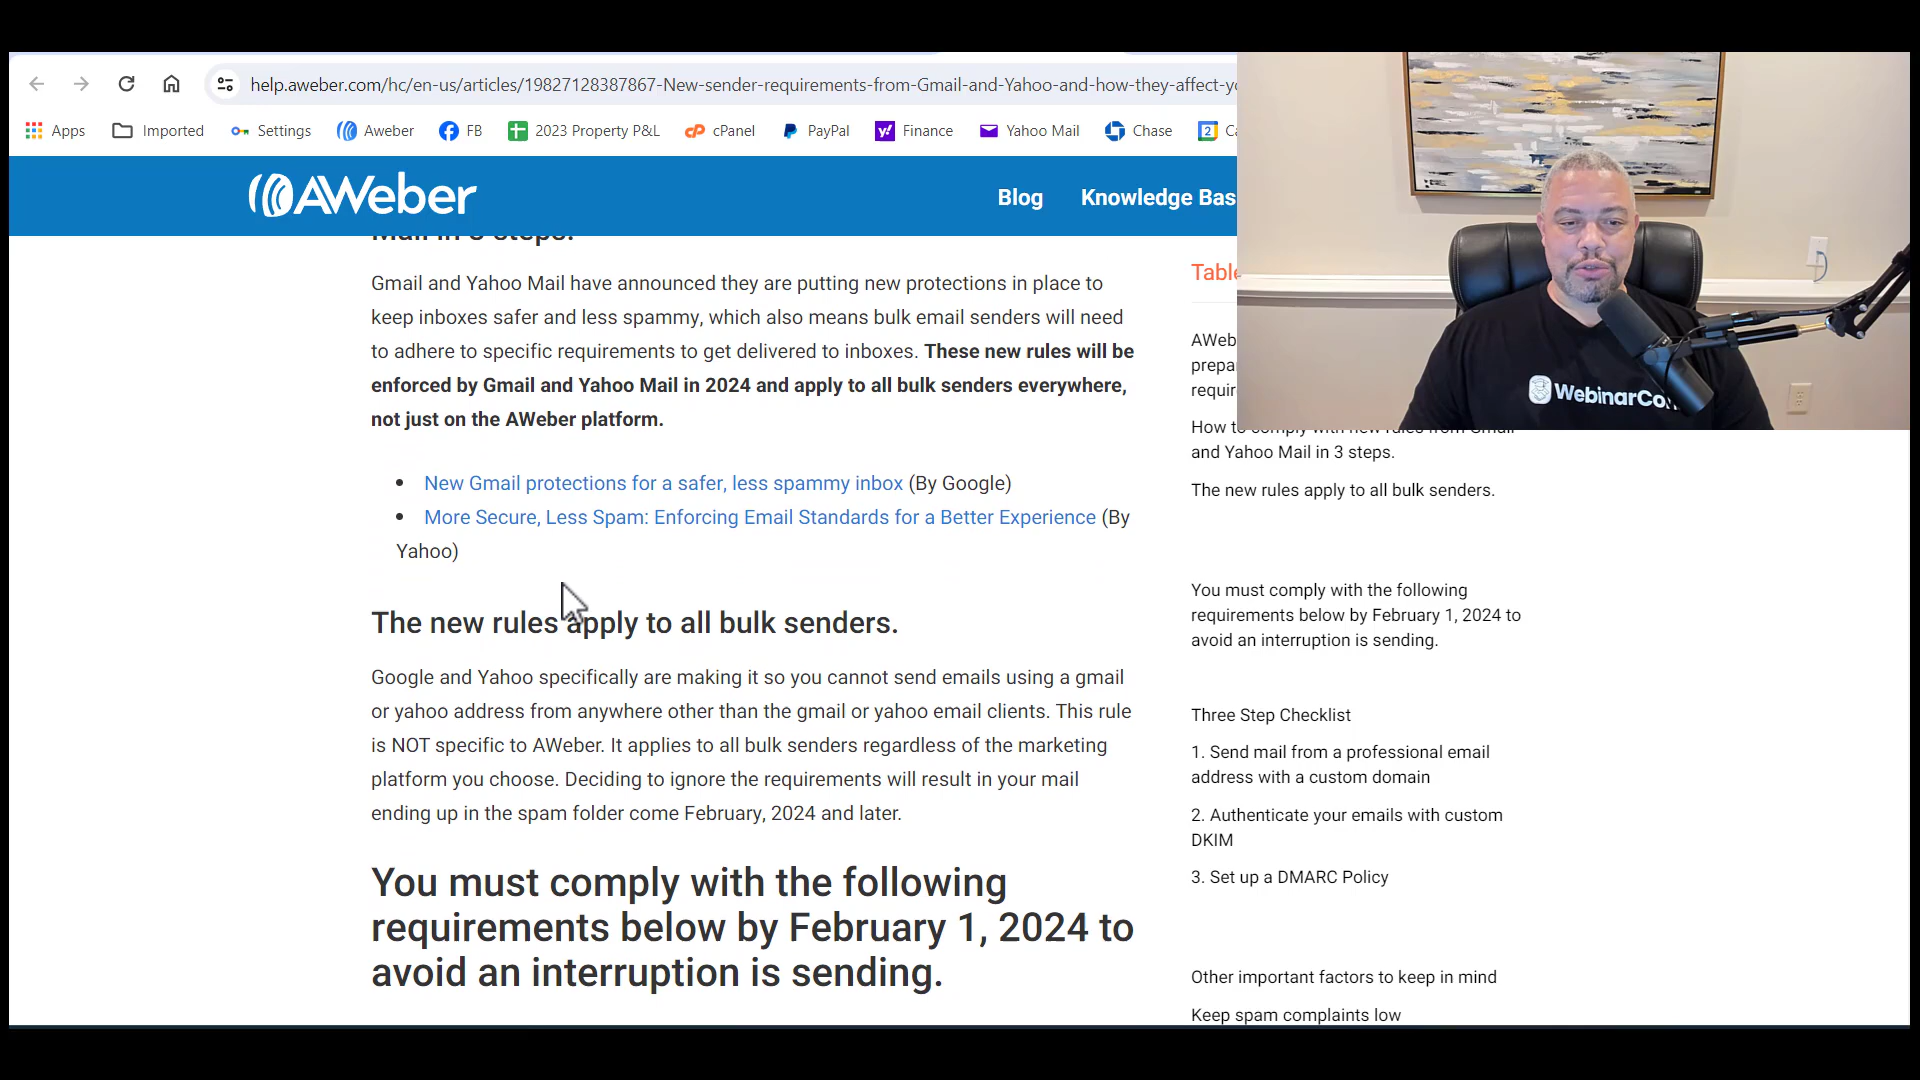 help.aweber.com/hc/en-us/articles/19827128387867-New-sender-requirements-from-Gmail-and-Yahoo-and-how-they-affect-yo
Apps Imported Settings Aweber FB 2023 Property P&L cPanel PayPal Finance Yahoo Mail Chase 2 Ca
AWeber Blog Knowledge Bas
Mail in 3 steps.
Gmail and Yahoo Mail have announced they are putting new protections in place to
keep inboxes safer and less spammy, which also means bulk email senders will need
to adhere to specific requirements to get delivered to inboxes. These new rules will be
enforced by Gmail and Yahoo Mail in 2024 and apply to all bulk senders everywhere,
not just on the AWeber platform.
• New Gmail protections for a safer, less spammy inbox (By Google)
• More Secure, Less Spam: Enforcing Email Standards for a Better Experience (By
Yahoo)
The new rules apply to all bulk senders.
Google and Yahoo specifically are making it so you cannot send emails using a gmail
or yahoo address from anywhere other than the gmail or yahoo email clients. This rule
is NOT specific to AWeber. It applies to all bulk senders regardless of the marketing
platform you choose. Deciding to ignore the requirements will result in your mail
ending up in the spam folder come February, 2024 and later.
You must comply with the following
requirements below by February 1, 2024 to
avoid an interruption is sending.
Table
AWeb
prepa
requir
How to comply with new rules from Gmail
and Yahoo Mail in 3 steps.
The new rules apply to all bulk senders.
You must comply with the following
requirements below by February 1, 2024 to
avoid an interruption is sending.
Three Step Checklist
1. Send mail from a professional email
address with a custom domain
2. Authenticate your emails with custom
DKIM
3. Set up a DMARC Policy
Other important factors to keep in mind
Keep spam complaints low
WebinarCon